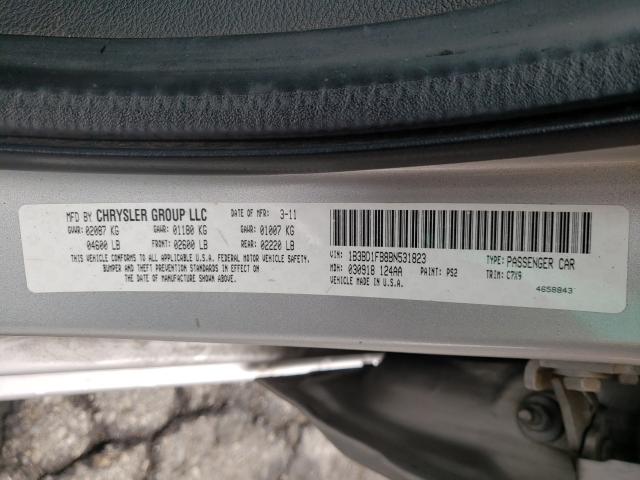 MFD BY CHRYSLER GROUP LLC DATE OF MFR: 3-11
GVWR: 02087 KG GAWR: 01180 KG GAWR: 01007 KG
04600 LB FRONT: 02600 LB REAR: 02220 LB
THIS VEHICLE CONFORMS TO ALL APPLICABLE U.S.A. FEDERAL MOTOR VEHICLE SAFETY,
BUMPER AND THEFT PREVENTION STANDARDS IN EFFECT ON
THE DATE OF MANUFACTURE SHOWN ABOVE.
VIN: 1B3BD1FB8BN531823 TYPE: PASSENGER CAR
MDH: 030918 124AA PAINT: PS2 TRIM: C7X9
VEHICLE MADE IN U.S.A. 4658843